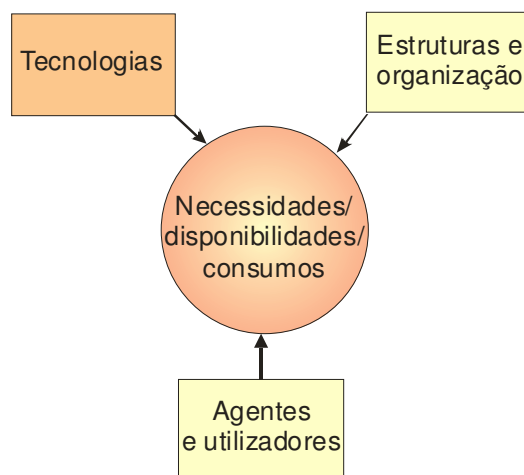 Tecnologias
Estruturas e
organização
Necessidades/
disponibilidades/
consumos
Agentes
e utilizadores